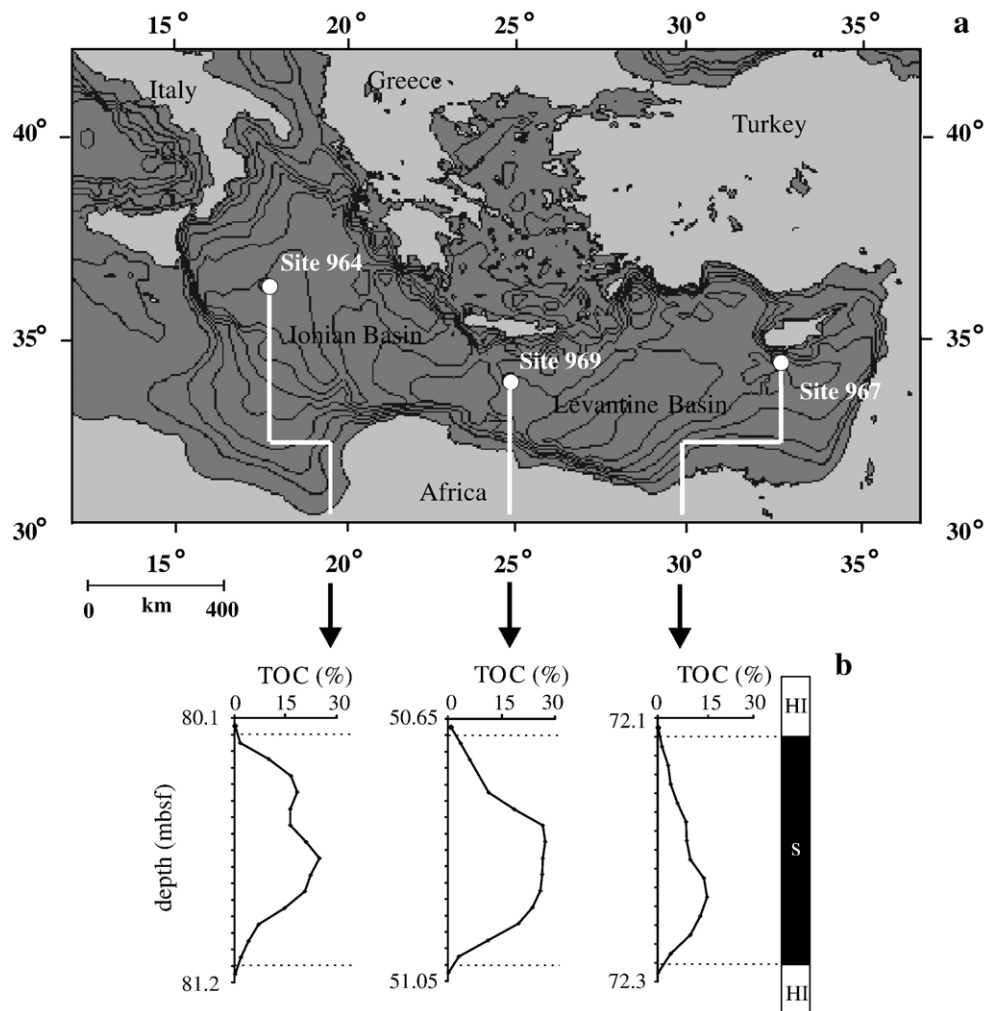 15° 20° 25° 30° 35° a
Italy
Greece
a
Turkey
40° 40°
Site 964
Ionian Basin
35° 35°
Site 969
Levantine Basin
Site 967
Africa
30° 30°
15° 20° 25° 30° 35°
0 km 400
b
TOC (%) TOC (%) TOC (%)
0 15 30 0 15 30 0 15 30
80.1 50.65 72.1
HI
depth (mbsf)
S
81.2 51.05 72.3
HI